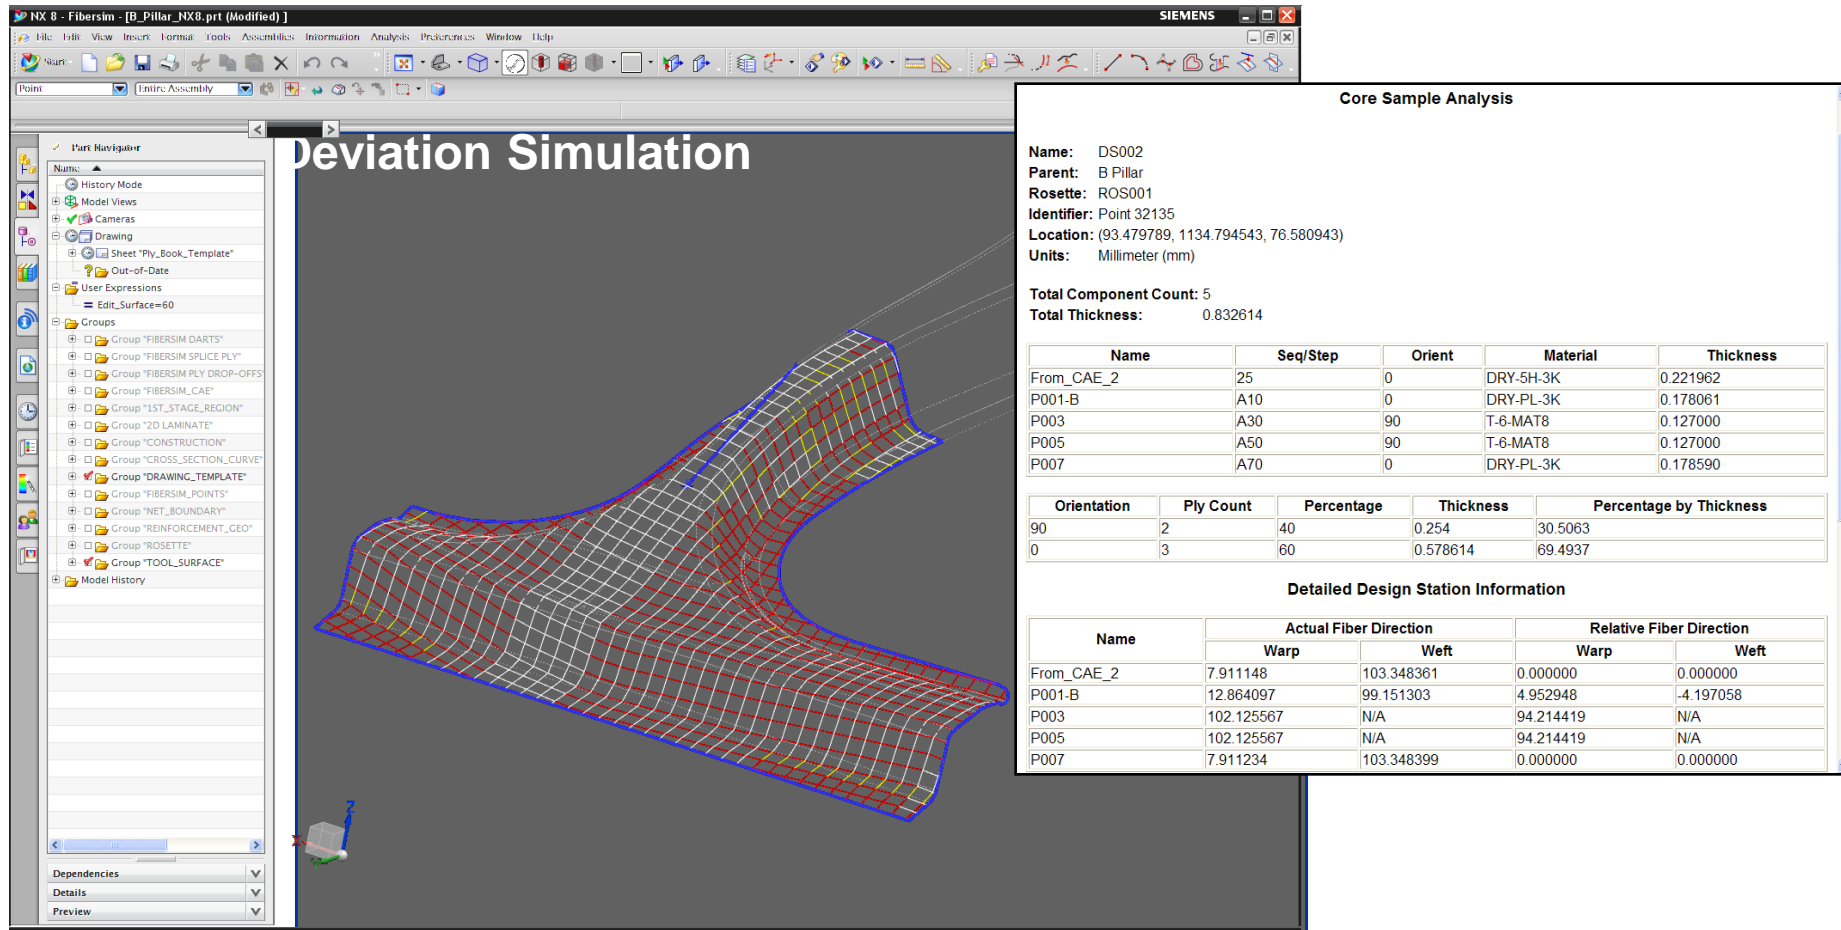 NX 8 - Fibersim - [B_Pillar_NX8.prt (Modified) ]
SIEMENS
File Edit View Insert Format Tools Assemblies Information Analysis Preferences Window Help
Start
Point
Entire Assembly
Deviation Simulation
Part Navigator
Name
History Mode
Model Views
Cameras
Drawing
Sheet "Ply_Book_Template"
Out-of-Date
User Expressions
Edit_Surface=60
Groups
Group "FIBERSIM DARTS"
Group "FIBERSIM SPLICE PLY"
Group "FIBERSIM PLY DROP-OFFS
Group "FIBERSIM_CAE"
Group "1ST_STAGE_REGION"
Group "2D LAMINATE"
Group "CONSTRUCTION"
Group "CROSS_SECTION_CURVE"
Group "DRAWING_TEMPLATE"
Group "FIBERSIM_POINTS"
Group "NET_BOUNDARY"
Group "REINFORCEMENT_GEO"
Group "ROSETTE"
Group "TOOL_SURFACE"
Model History
Dependencies
Details
Preview
Z
X
Core Sample Analysis
Name: DS002
Parent: B Pillar
Rosette: ROS001
Identifier: Point 32135
Location: (93.479789, 1134.794543, 76.580943)
Units: Millimeter (mm)
Total Component Count: 5
Total Thickness: 0.832614
Name Seq/Step Orient Material Thickness
From_CAE_2 25 0 DRY-5H-3K 0.221962
P001-B A10 0 DRY-PL-3K 0.178061
P003 A30 90 T-6-MAT8 0.127000
P005 A50 90 T-6-MAT8 0.127000
P007 A70 0 DRY-PL-3K 0.178590
Orientation Ply Count Percentage Thickness Percentage by Thickness
90 2 40 0.254 30.5063
0 3 60 0.578614 69.4937
Detailed Design Station Information
Name Actual Fiber Direction Relative Fiber Direction
Warp Weft Warp Weft
From_CAE_2 7.911148 103.348361 0.000000 0.000000
P001-B 12.864097 99.151303 4.952948 -4.197058
P003 102.125567 N/A 94.214419 N/A
P005 102.125567 N/A 94.214419 N/A
P007 7.911234 103.348399 0.000000 0.000000